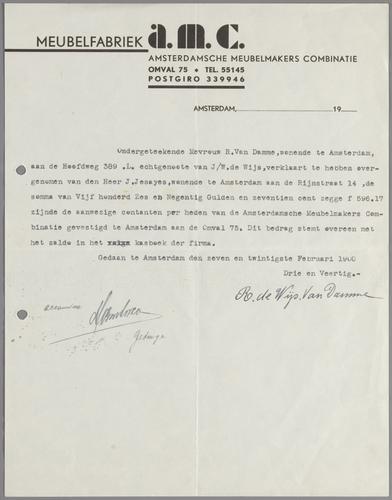 MEUBELFABRIEK a.m.c.
AMSTERDAMSCHE MEUBELMAKERS COMBINATIE
OMVAL 75 • TEL. 55145
POSTGIRO 339946
AMSTERDAM, 19
Ondergeteekende Mevrouw R.Van Damme,wonende te Amsterdam,
aan de Hoofdweg 389 .L. echtgenoote van J/W.de Wijs,verklaart te hebben over-
genomen van den Heer J.Jesayes,wonende te Amsterdam aan de Rijnstraat 14 ,de
somma van Vijf honderd Zes en Negentig Gulden en zeventien cent zegge f 596.17
zijnde de aanwezige contanten per heden van de Amsterdamsche Meubelmakers Com-
binatie gevestigd te Amsterdam aan de Omval 75. Dit bedrag stemt overeen met
het saldo in het kasboek der firma.
Gedaan te Amsterdam den zeven en twintigste Februari 1900
Drie en Veertig.-
R. de Wijs. Van Damme